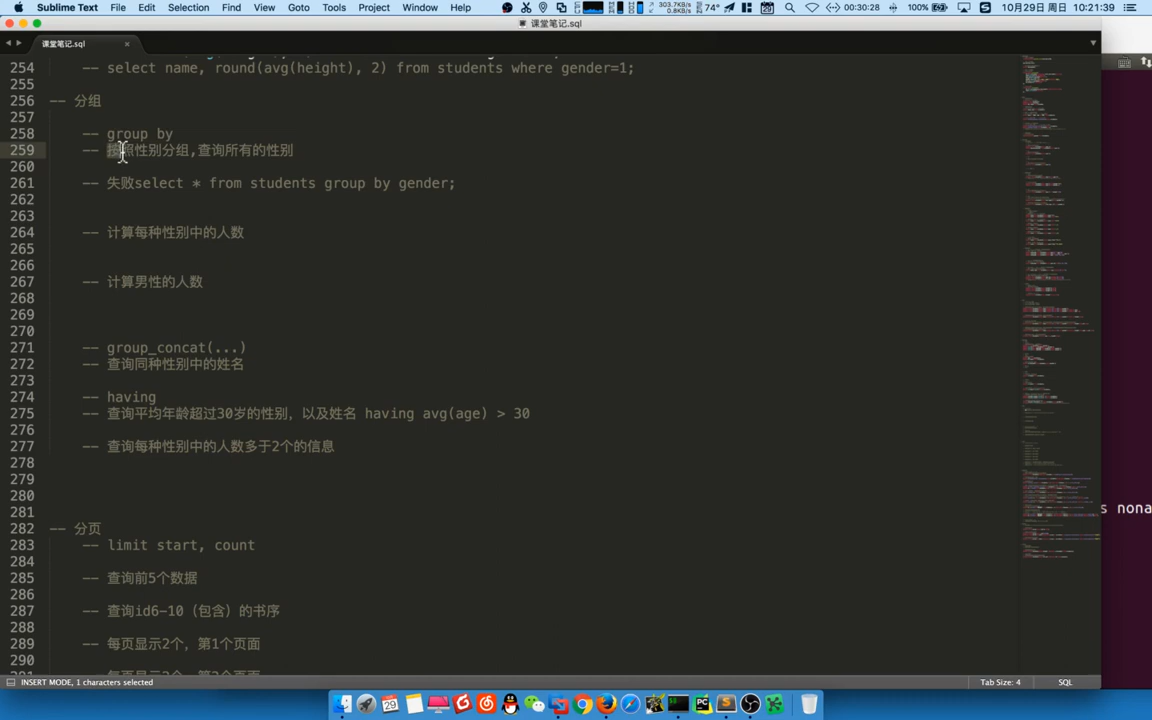 Sublime Text File Edit Selection Find View Goto Tools Project Window Help 303.7KB/s 0.8KB/s 74° 00:30:28 100% 10月29日 周日 10:21:39
课堂笔记.sql
课堂笔记.sql
254 -- select name, round(avg(height), 2) from students where gender=1;
255
256 -- 分组
257
258 -- group by
259 -- 按照性别分组,查询所有的性别
260
261 -- 失败select * from students group by gender;
262
263
264 -- 计算每种性别中的人数
265
266
267 -- 计算男性的人数
268
269
270
271 -- group_concat(...)
272 -- 查询同种性别中的姓名
273
274 -- having
275 -- 查询平均年龄超过30岁的性别，以及姓名 having avg(age) > 30
276
277 -- 查询每种性别中的人数多于2个的信息
278
279
280
281
282 -- 分页
283 -- limit start, count
284
285 -- 查询前5个数据
286
287 -- 查询id6-10（包含）的书序
288
289 -- 每页显示2个，第1个页面
290
s nona
INSERT MODE, 1 characters selected Tab Size: 4 SQL